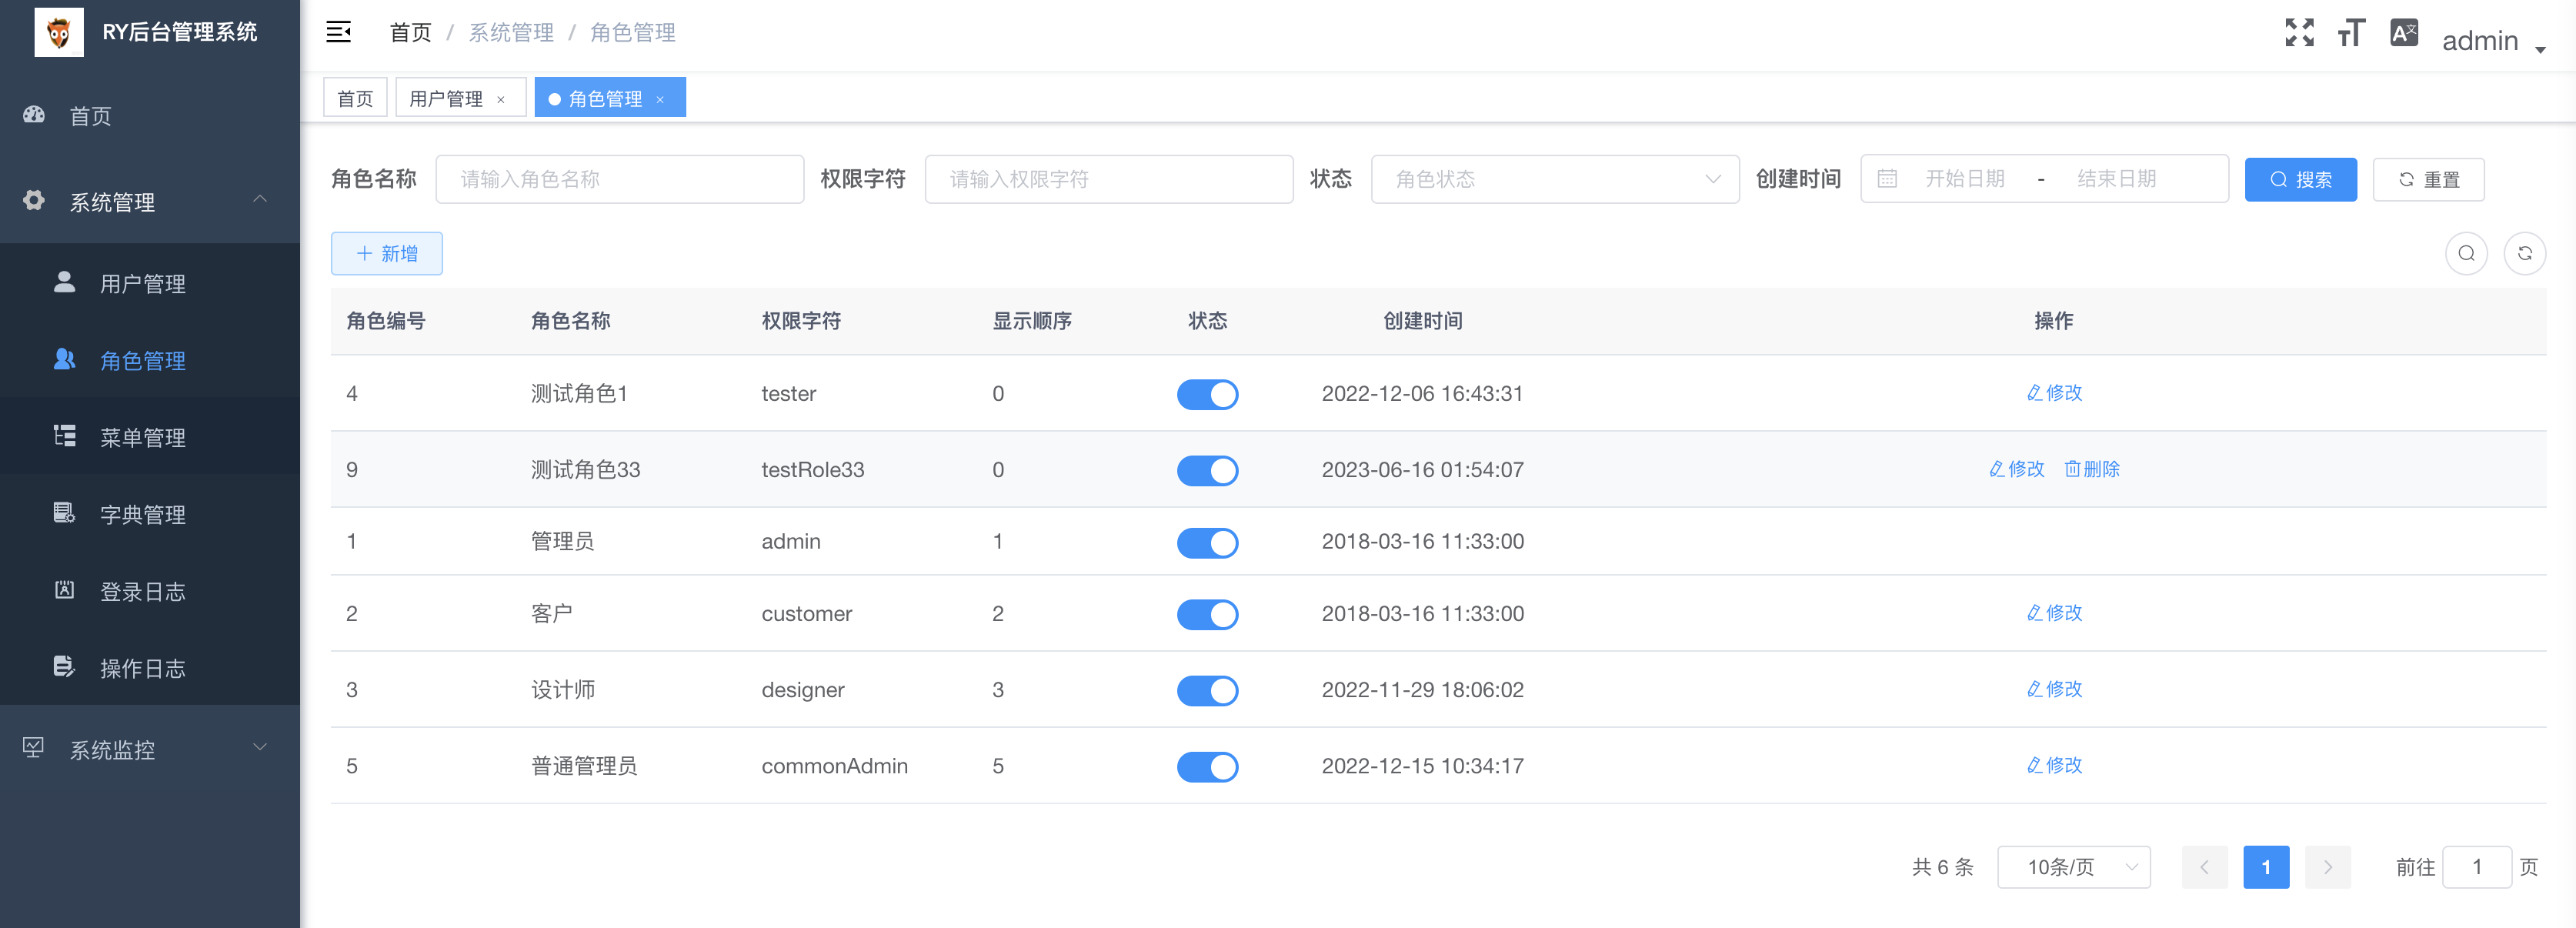 RY后台管理系统
首页 / 系统管理 / 角色管理
admin
首页
系统管理
用户管理
角色管理
菜单管理
字典管理
登录日志
操作日志
系统监控
首页 用户管理 × 角色管理 ×
角色名称 请输入角色名称 权限字符 请输入权限字符 状态 角色状态 创建时间 开始日期 - 结束日期 搜索 重置
新增
角色编号 角色名称 权限字符 显示顺序 状态 创建时间 操作
4 测试角色1 tester 0 2022-12-06 16:43:31 修改
9 测试角色33 testRole33 0 2023-06-16 01:54:07 修改 删除
1 管理员 admin 1 2018-03-16 11:33:00
2 客户 customer 2 2018-03-16 11:33:00 修改
3 设计师 designer 3 2022-11-29 18:06:02 修改
5 普通管理员 commonAdmin 5 2022-12-15 10:34:17 修改
共 6 条 10条/页 1 前往 1 页